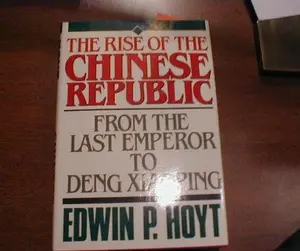 THE RISE OF THE
CHINESE
REPUBLIC
FROM THE
LAST EMPEROR
TO
DENG XIAOPING
EDWIN P. HOYT